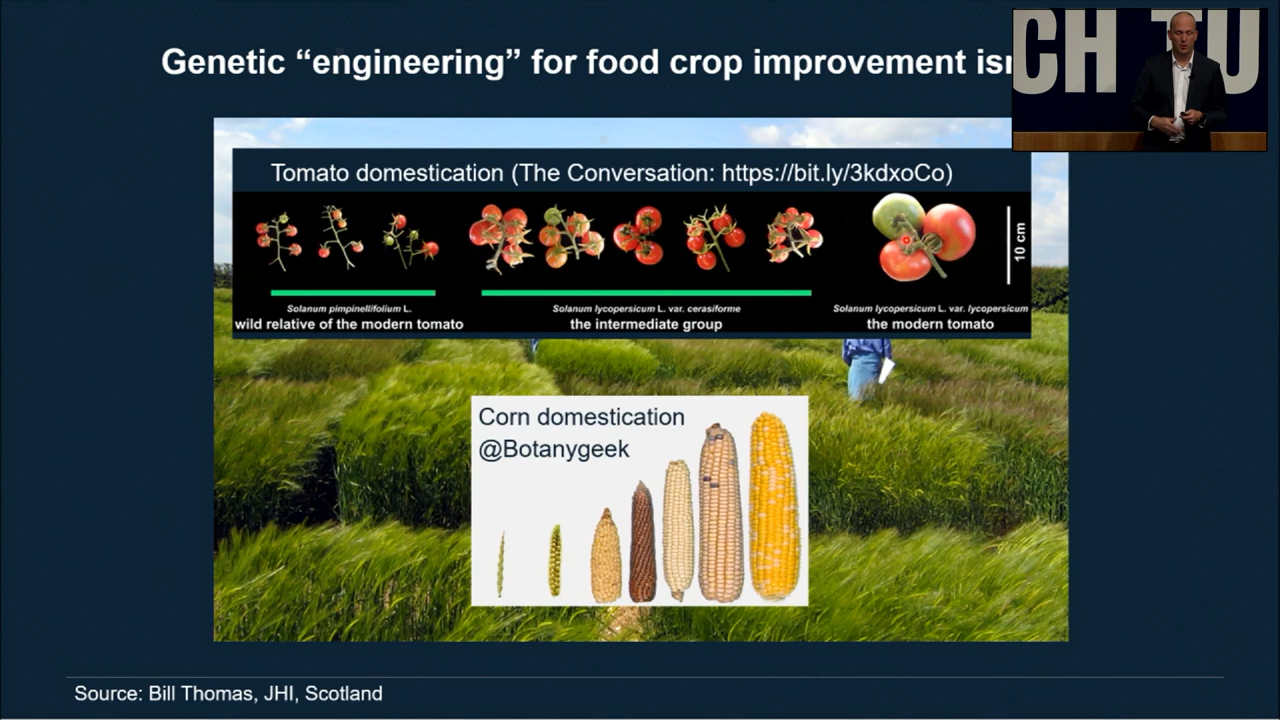 Genetic “engineering” for food crop improvement
CH TU
Tomato domestication (The Conversation: https://bit.ly/3kdxoCo)
10 cm
Solanum pimpinellifolium L.
wild relative of the modern tomato
Solanum lycopersicum L. var. cerasiforme
the intermediate group
Solanum lycopersicum L. var. lycopersicum
the modern tomato
Corn domestication
@Botanygeek
Source: Bill Thomas, JHI, Scotland